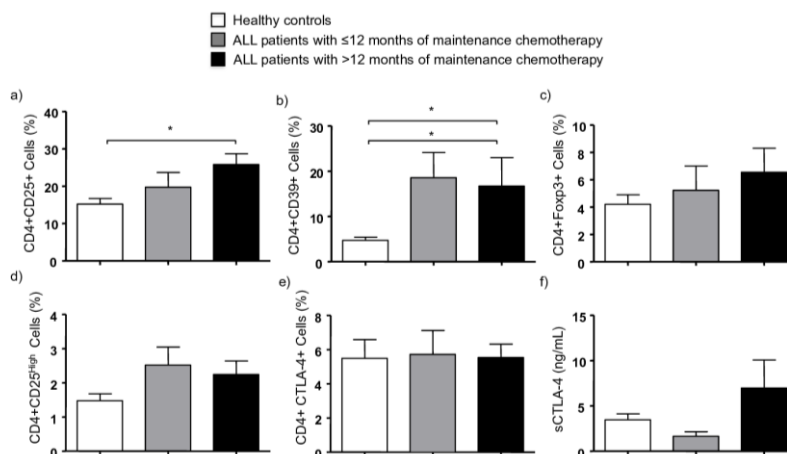 Healthy controls
ALL patients with ≤12 months of maintenance chemotherapy
ALL patients with >12 months of maintenance chemotherapy
a)
CD4+CD25+ Cells (%)
40
30
20
10
0
*
b)
CD4+CD39+ Cells (%)
30
20
10
0
*
*
c)
CD4+Foxp3+ Cells (%)
10
8
6
4
2
0
d)
CD4+CD25High Cells (%)
4
3
2
1
0
e)
CD4+ CTLA-4+ Cells (%)
8
6
4
2
0
f)
sCTLA-4 (ng/mL)
15
10
5
0